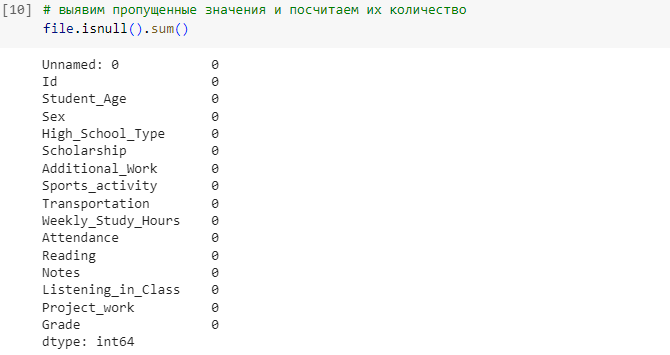 [10] # выявим пропущенные значения и посчитаем их количество
file.isnull().sum()
Unnamed: 0 0
Id 0
Student_Age 0
Sex 0
High_School_Type 0
Scholarship 0
Additional_Work 0
Sports_activity 0
Transportation 0
Weekly_Study_Hours 0
Attendance 0
Reading 0
Notes 0
Listening_in_Class 0
Project_work 0
Grade 0
dtype: int64